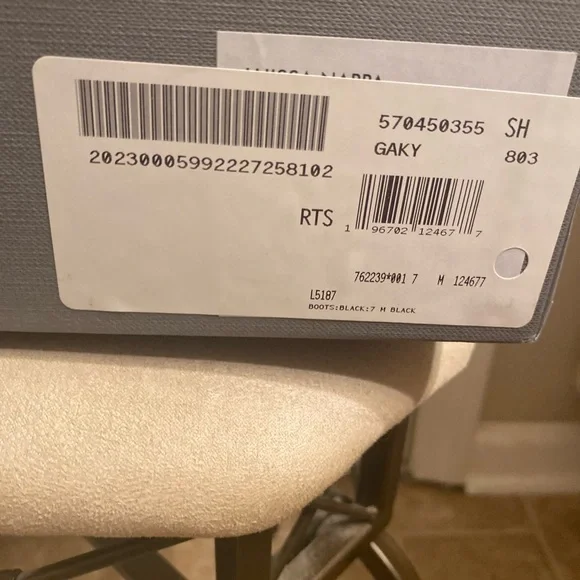 570450355 SH
20230005992227258102
GAKY 803
RTS
1 96702 12467 7
762239*001 7 M 124677
L5187
BOOTS:BLACK:7 M BLACK